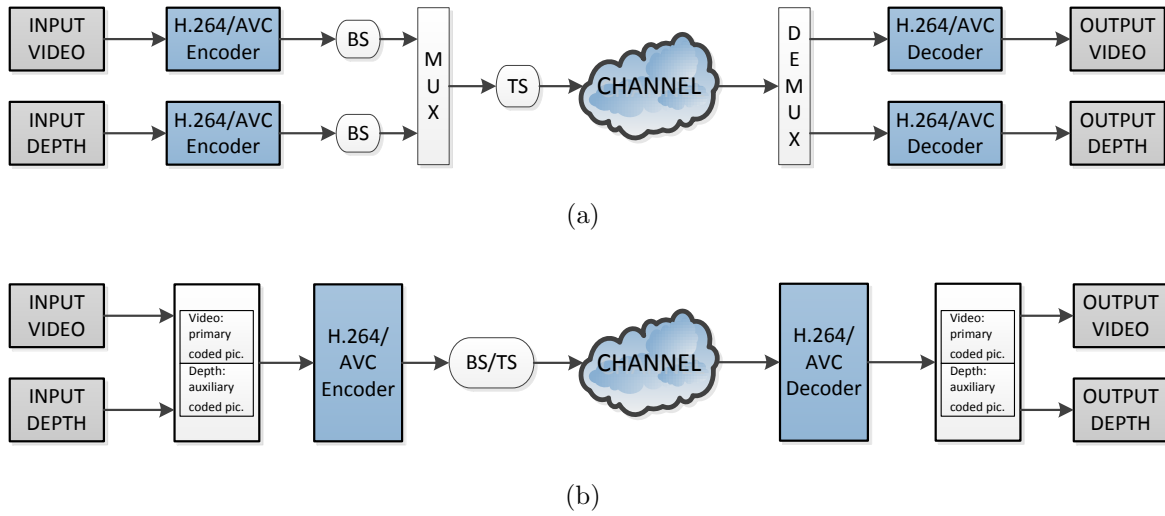 INPUT
VIDEO
H.264/AVC
Encoder
BS
M
U
X
TS
CHANNEL
D
E
M
U
X
H.264/AVC
Decoder
OUTPUT
VIDEO
INPUT
DEPTH
H.264/AVC
Encoder
BS
H.264/AVC
Decoder
OUTPUT
DEPTH
(a)
INPUT
VIDEO
INPUT
DEPTH
Video:
primary
coded pic.
Depth:
auxiliary
coded pic.
H.264/
AVC
Encoder
BS/TS
CHANNEL
H.264/
AVC
Decoder
Video:
primary
coded pic.
Depth:
auxiliary
coded pic.
OUTPUT
VIDEO
OUTPUT
DEPTH
(b)